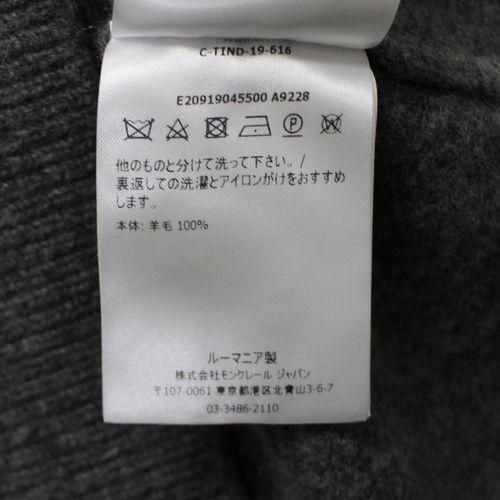 C-TIND-19-616
E20919045500 A9228
他のものと分けて洗って下さい。/
裏返しての洗濯とアイロンがけをおすすめ
します。
本体: 羊毛 100%
ルーマニア製
株式会社モンクレール ジャパン
〒107-0061 東京都港区北青山3-6-7
03-3486-2110